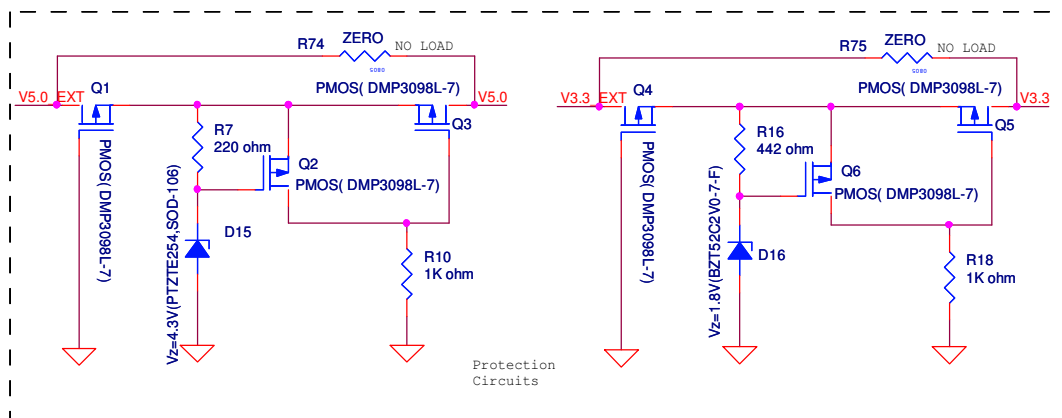 R74
ZERO
NO LOAD
0805
V5.0_EXT
Q1
PMOS( DMP3098L-7)
PMOS( DMP3098L-7)
V5.0
Q3
R7
220 ohm
Q2
PMOS( DMP3098L-7)
D15
Vz=4.3V(PTZTE254,SOD-106)
R10
1K ohm
R75
ZERO
NO LOAD
0805
V3.3_EXT
Q4
PMOS( DMP3098L-7)
PMOS( DMP3098L-7)
V3.3
Q5
R16
442 ohm
Q6
PMOS( DMP3098L-7)
D16
Vz=1.8V(BZT52C2V0-7-F)
R18
1K ohm
Protection
Circuits